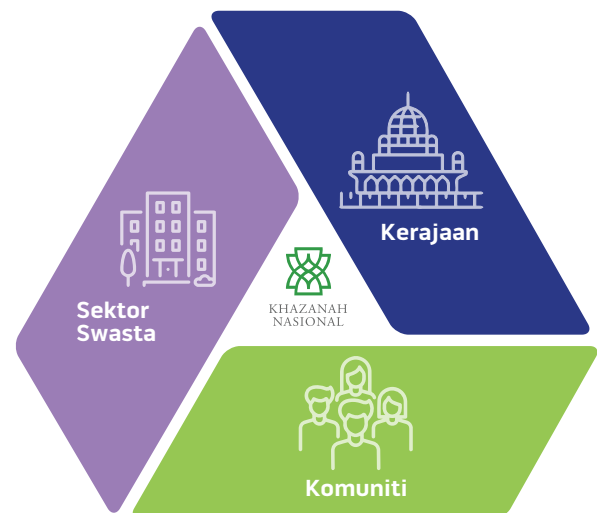 Kerajaan
Sektor
Swasta
KHAZANAH
NASIONAL
Komuniti